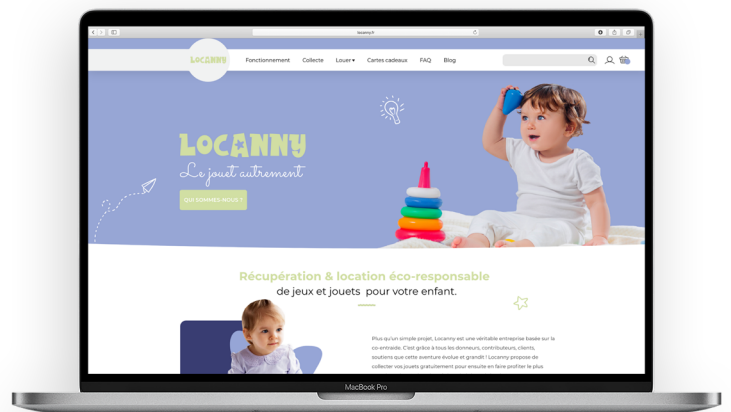 locanny.fr
LOCANNY
Fonctionnement
Collecte
Louer
Cartes cadeaux
FAQ
Blog
LOCANNY
Le jouet autrement
QUI SOMMES-NOUS ?
Récupération & location éco-responsable
de jeux et jouets pour votre enfant.
Plus qu'un simple projet, Locanny est une véritable entreprise basée sur la
co-entraide. C'est grâce à tous les donneurs, contributeurs, clients,
soutiens que cette aventure évolue et grandit ! Locanny propose de
collecter vos jouets gratuitement pour ensuite en faire profiter le plus
MacBook Pro